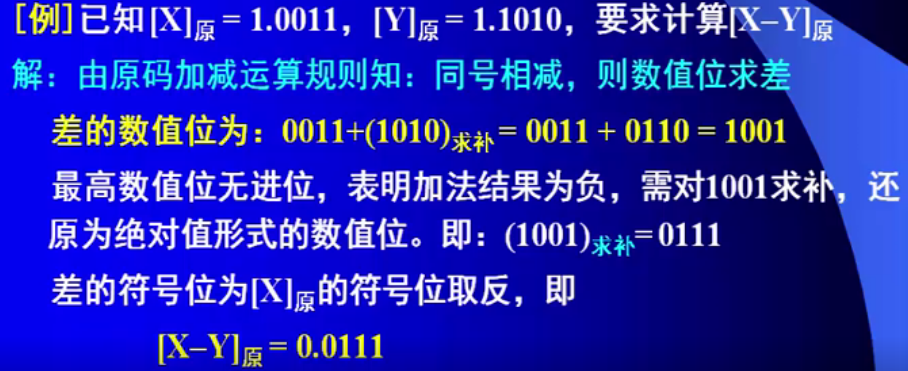 [例]已知[X]原 = 1.0011，[Y]原 = 1.1010，要求计算[X–Y]原
解：由原码加减运算规则知：同号相减，则数值位求差
差的数值位为：0011+(1010)求补 = 0011 + 0110 = 1001
最高数值位无进位，表明加法结果为负，需对1001求补，还
原为绝对值形式的数值位。即：(1001)求补 = 0111
差的符号位为[X]原的符号位取反，即
[X–Y]原 = 0.0111